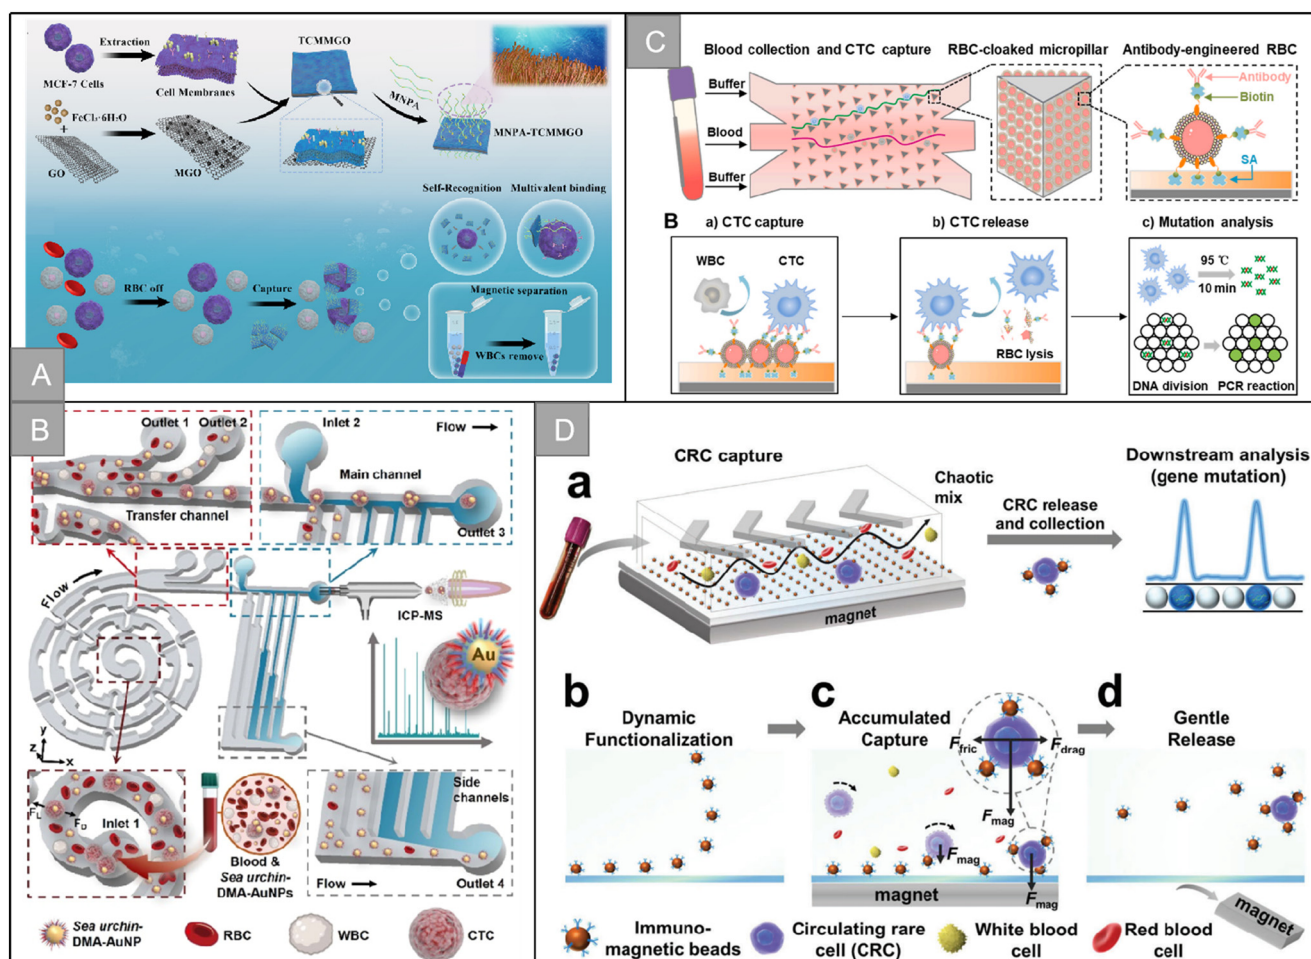 A
Extraction
TCMMGO
MCF-7 Cells
Cell Membranes
MNPA
FeCl₃·6H₂O
+
MNPA-TCMMGO
GO
MGO
Self-Recognition
Multivalent binding
RBC off
Capture
Magnetic separation
WBCs remove
C
Blood collection and CTC capture
RBC-cloaked micropillar
Antibody-engineered RBC
Buffer
Blood
Buffer
Antibody
Biotin
SA
B
a) CTC capture
b) CTC release
c) Mutation analysis
WBC
CTC
95 ℃
10 min
RBC lysis
DNA division
PCR reaction
B
Outlet 1
Outlet 2
Inlet 2
Flow
Main channel
Transfer channel
Outlet 3
Flow
ICP-MS
Au
y
z
x
F_L
F_D
Inlet 1
Blood &
Sea urchin-
DMA-AuNPs
Side
channels
Flow
Outlet 4
Sea urchin-
DMA-AuNP
RBC
WBC
CTC
D
a
CRC capture
Chaotic
mix
magnet
CRC release
and collection
Downstream analysis
(gene mutation)
b
Dynamic
Functionalization
c
Accumulated
Capture
F_fric
F_drag
F_mag
F_mag
F_mag
magnet
d
Gentle
Release
magnet
Immuno-
magnetic beads
Circulating rare
cell (CRC)
White blood
cell
Red blood
cell